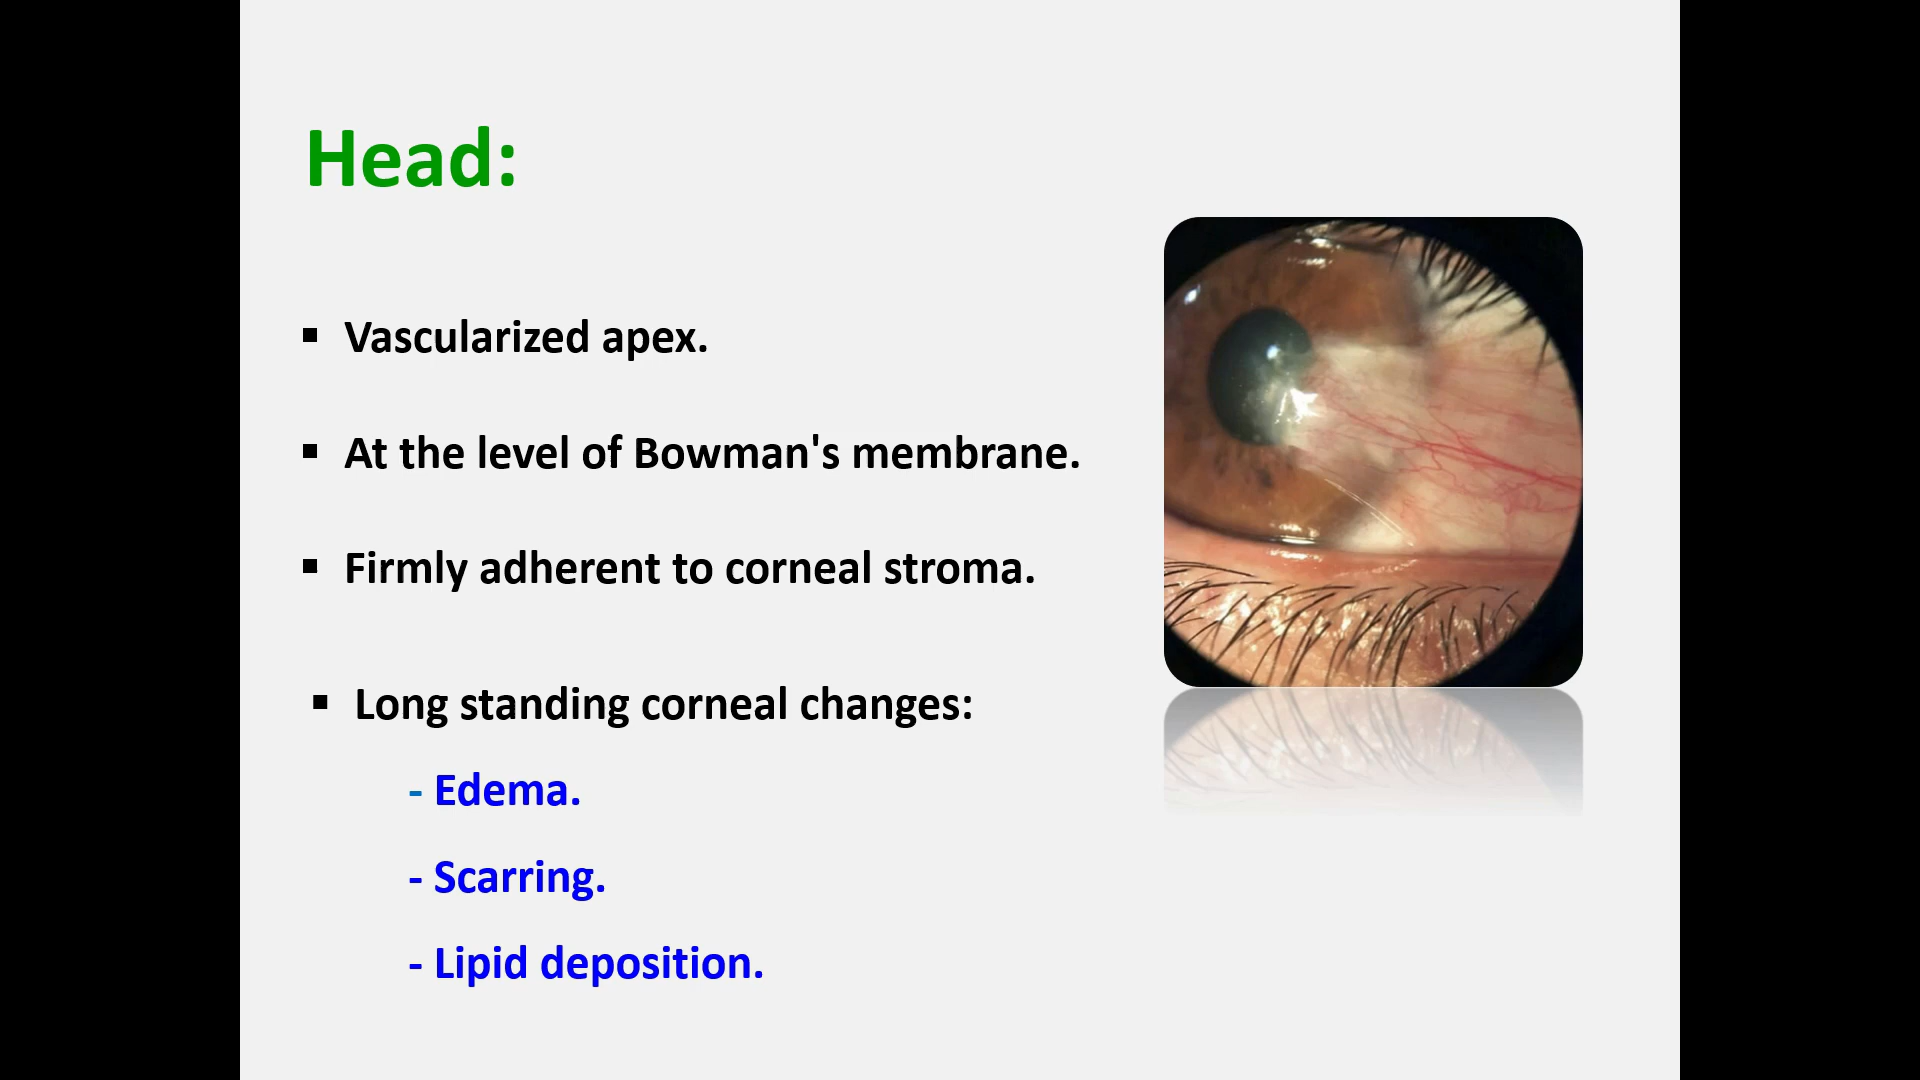 Head:
▪ Vascularized apex.
▪ At the level of Bowman's membrane.
▪ Firmly adherent to corneal stroma.
▪ Long standing corneal changes:
- Edema.
- Scarring.
- Lipid deposition.